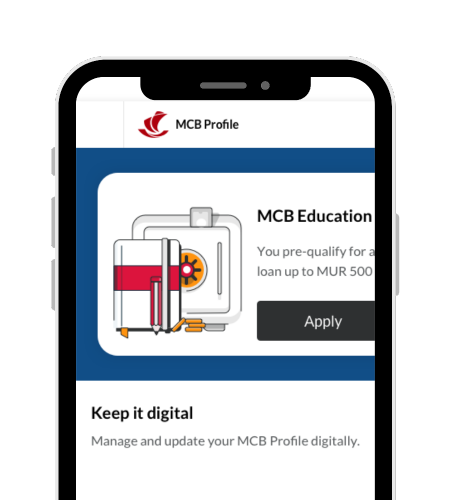 MCB Profile
MCB Education
You pre-qualify for a
loan up to MUR 500
Apply
Keep it digital
Manage and update your MCB Profile digitally.